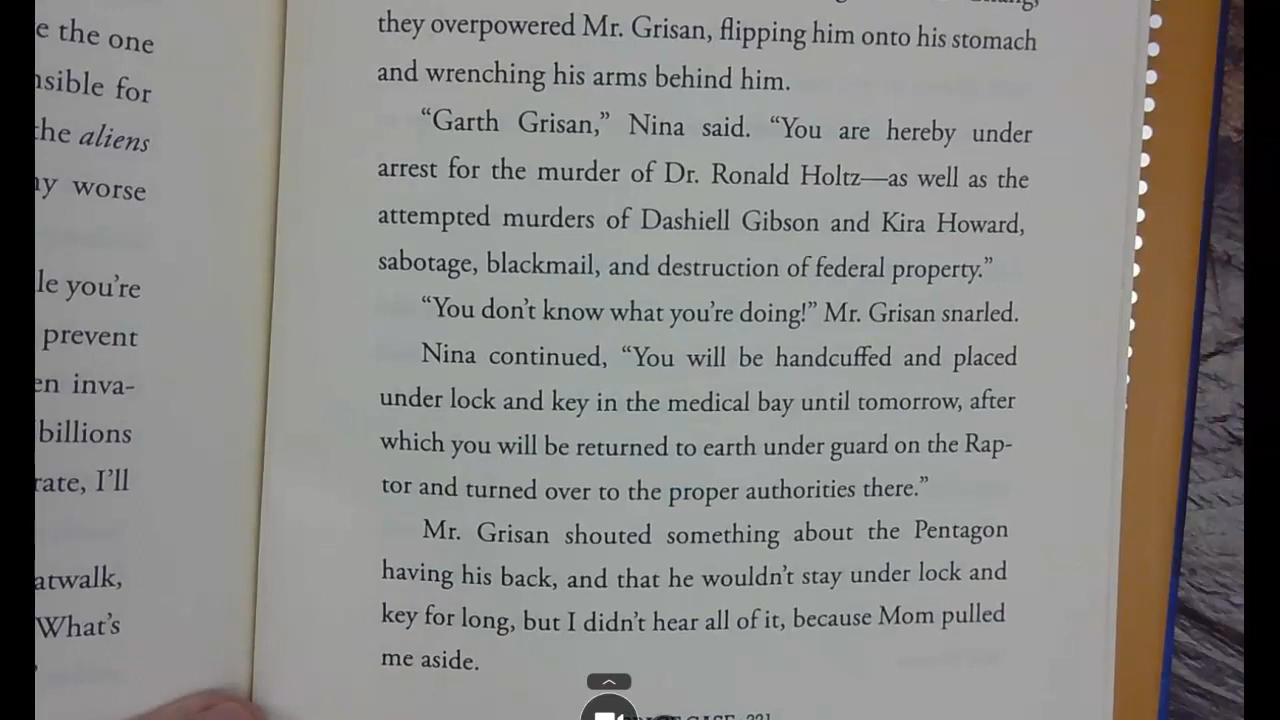 e the one
nsible for
the aliens
ny worse
le you're
prevent
en inva-
billions
rate, I'll
atwalk,
What's
they overpowered Mr. Grisan, flipping him onto his stomach
and wrenching his arms behind him.
“Garth Grisan,” Nina said. “You are hereby under
arrest for the murder of Dr. Ronald Holtz—as well as the
attempted murders of Dashiell Gibson and Kira Howard,
sabotage, blackmail, and destruction of federal property.”
“You don't know what you're doing!” Mr. Grisan snarled.
Nina continued, “You will be handcuffed and placed
under lock and key in the medical bay until tomorrow, after
which you will be returned to earth under guard on the Rap-
tor and turned over to the proper authorities there.”
Mr. Grisan shouted something about the Pentagon
having his back, and that he wouldn't stay under lock and
key for long, but I didn't hear all of it, because Mom pulled
me aside.